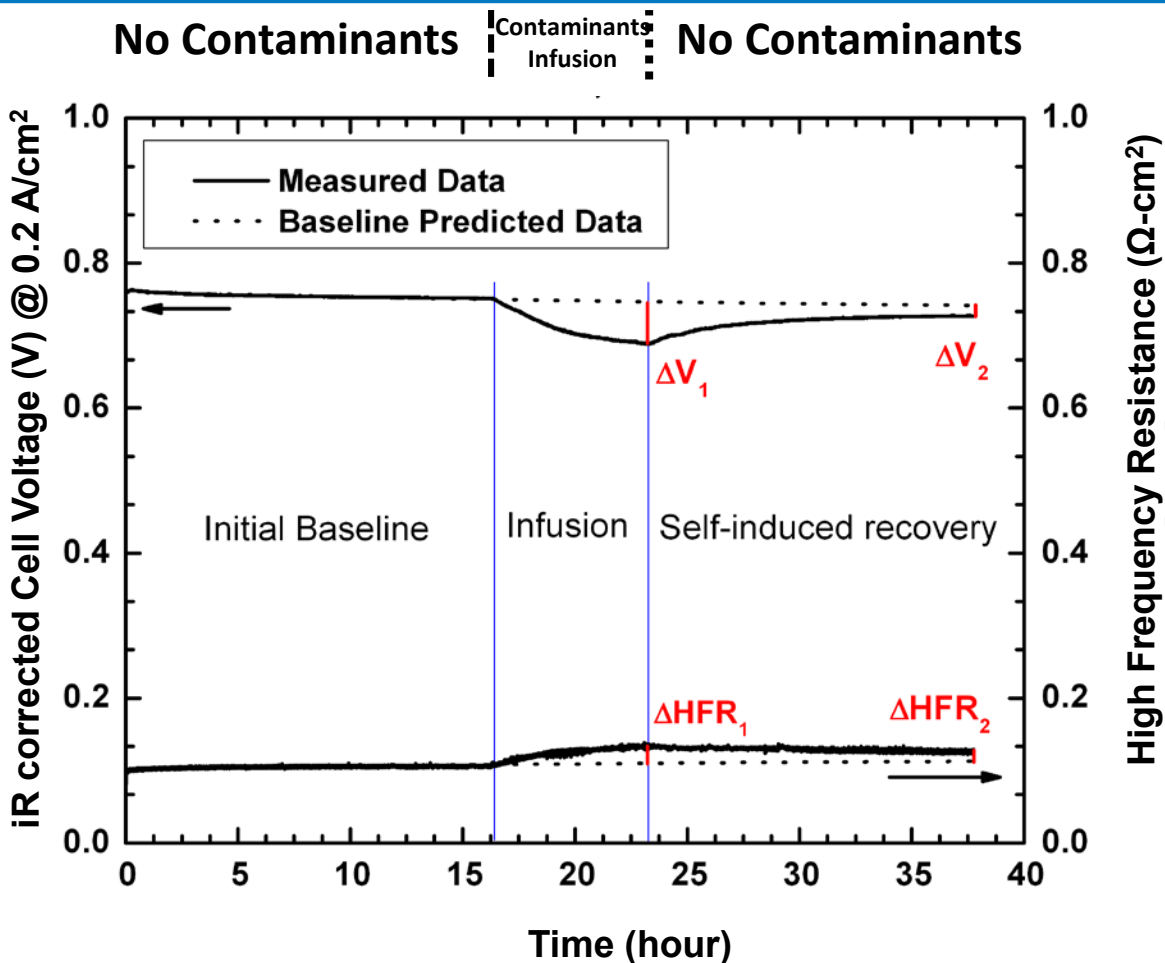 No Contaminants
Contaminants
Infusion
No Contaminants
iR corrected Cell Voltage (V) @ 0.2 A/cm²
High Frequency Resistance (Ω-cm²)
1.0
0.8
0.6
0.4
0.2
0.0
1.0
0.8
0.6
0.4
0.2
0.0
Measured Data
Baseline Predicted Data
ΔV₁
ΔV₂
Initial Baseline
Infusion
Self-induced recovery
ΔHFR₁
ΔHFR₂
0 5 10 15 20 25 30 35 40
Time (hour)